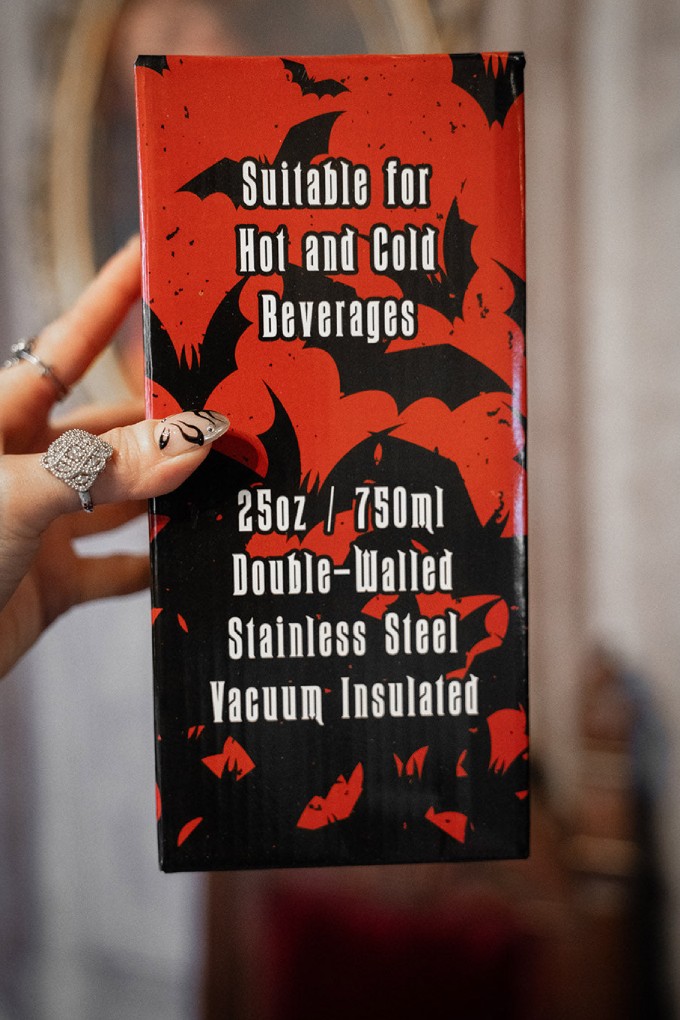 Suitable for
Hot and Cold
Beverages
25oz / 750ml
Double-Walled
Stainless Steel
Vacuum Insulated